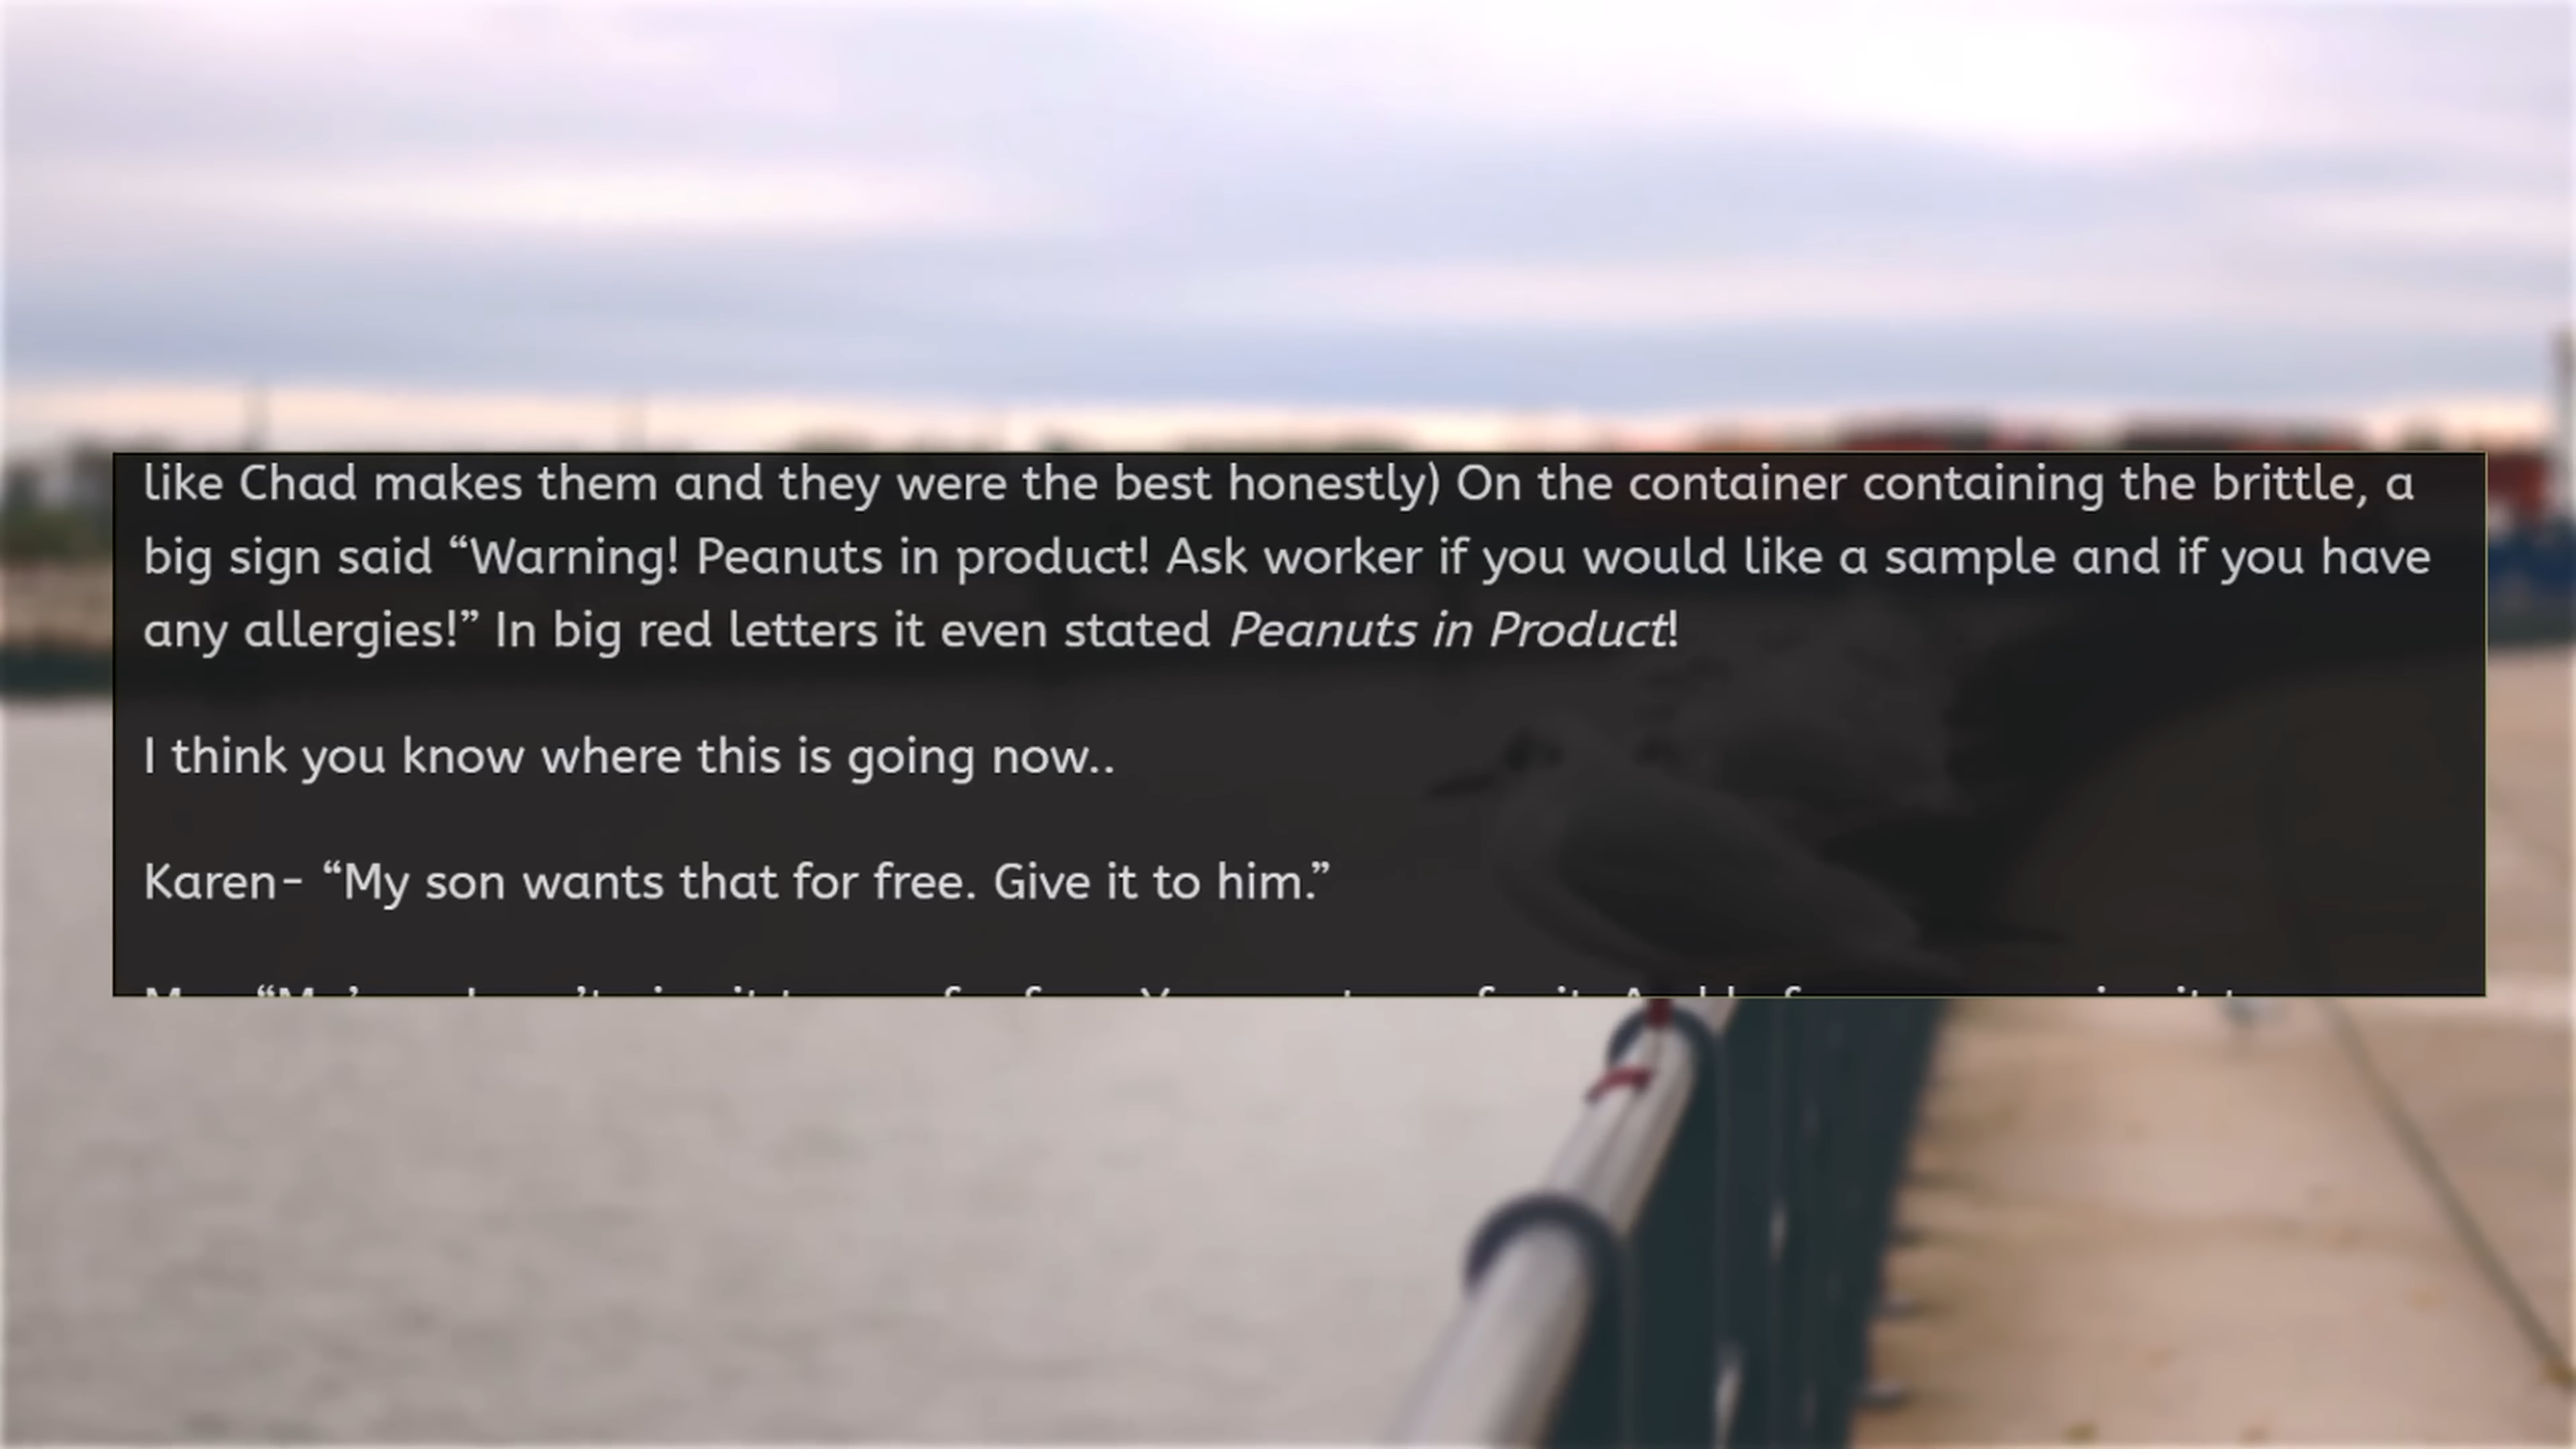 like Chad makes them and they were the best honestly) On the container containing the brittle, a
big sign said “Warning! Peanuts in product! Ask worker if you would like a sample and if you have
any allergies!” In big red letters it even stated Peanuts in Product!
I think you know where this is going now..
Karen- “My son wants that for free. Give it to him.”